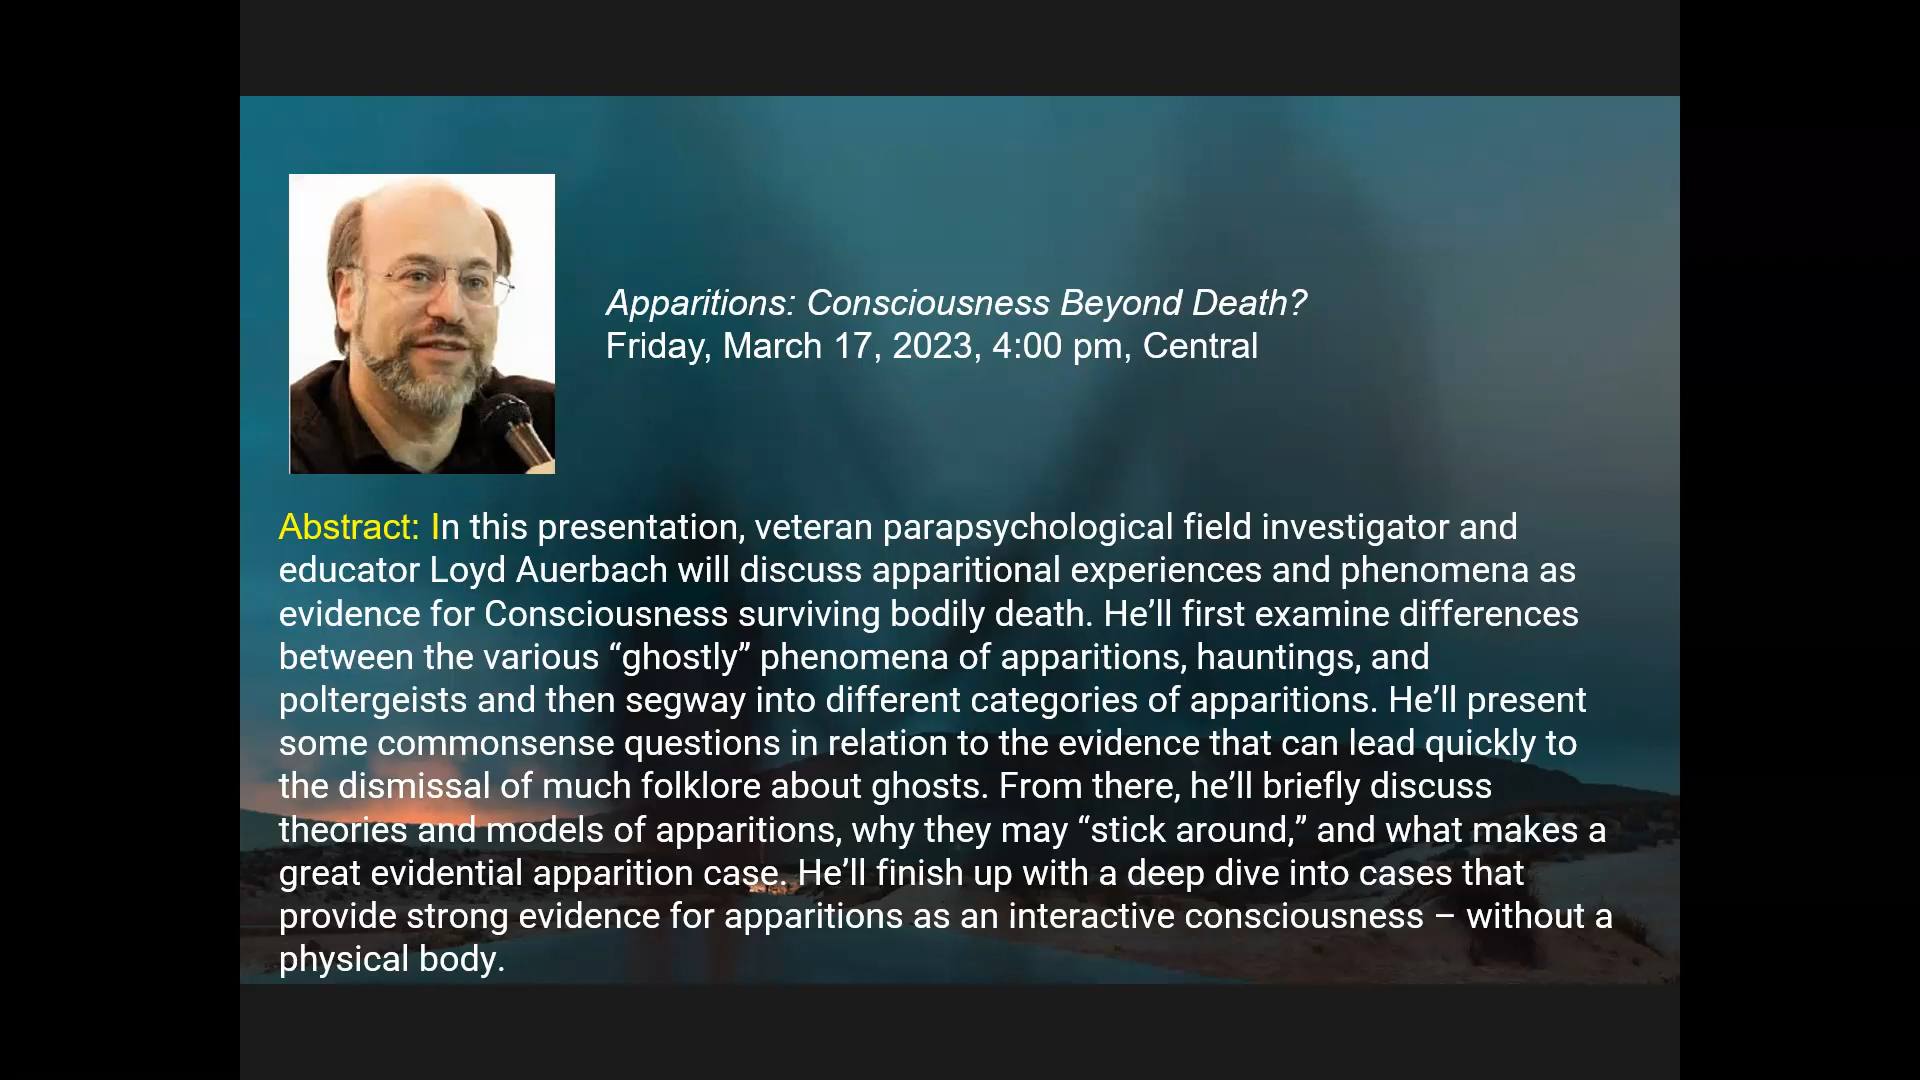 Apparitions: Consciousness Beyond Death?
Friday, March 17, 2023, 4:00 pm, Central
Abstract: In this presentation, veteran parapsychological field investigator and
educator Loyd Auerbach will discuss apparitional experiences and phenomena as
evidence for Consciousness surviving bodily death. He’ll first examine differences
between the various “ghostly” phenomena of apparitions, hauntings, and
poltergeists and then segway into different categories of apparitions. He’ll present
some commonsense questions in relation to the evidence that can lead quickly to
the dismissal of much folklore about ghosts. From there, he’ll briefly discuss
theories and models of apparitions, why they may “stick around,” and what makes a
great evidential apparition case. He’ll finish up with a deep dive into cases that
provide strong evidence for apparitions as an interactive consciousness – without a
physical body.